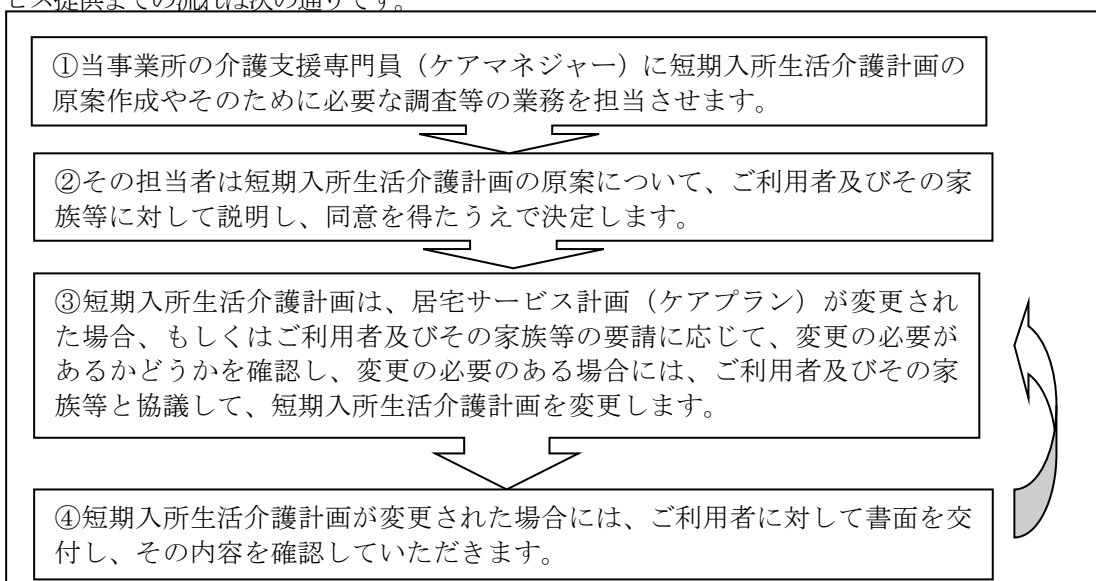 ビス提供までの流れは次の通りです。
①当事業所の介護支援専門員（ケアマネジャー）に短期入所生活介護計画の
原案作成やそのために必要な調査等の業務を担当させます。
②その担当者は短期入所生活介護計画の原案について、ご利用者及びその家
族等に対して説明し、同意を得たうえで決定します。
③短期入所生活介護計画は、居宅サービス計画（ケアプラン）が変更され
た場合、もしくはご利用者及びその家族等の要請に応じて、変更の必要が
あるかどうかを確認し、変更の必要のある場合には、ご利用者及びその家
族等と協議して、短期入所生活介護計画を変更します。
④短期入所生活介護計画が変更された場合には、ご利用者に対して書面を交
付し、その内容を確認していただきます。